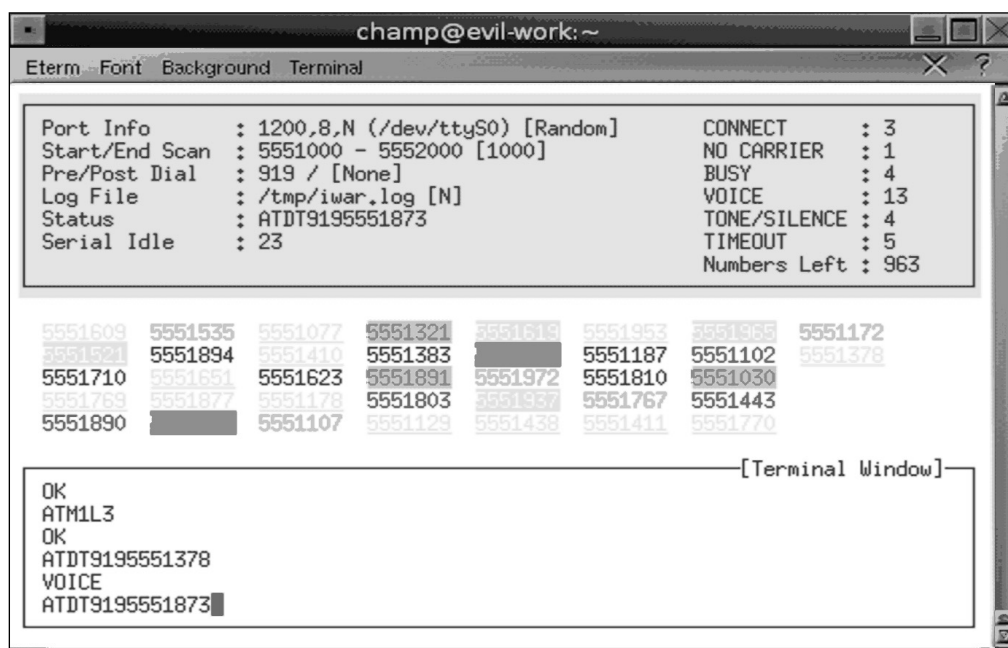 champ@evil-work:~
Eterm Font Background Terminal
Port Info : 1200,8,N (/dev/ttyS0) [Random] CONNECT : 3
Start/End Scan : 5551000 - 5552000 [1000] NO CARRIER : 1
Pre/Post Dial : 919 / [None] BUSY : 4
Log File : /tmp/iwar.log [N] VOICE : 13
Status : ATDT9195551873 TONE/SILENCE : 4
Serial Idle : 23 TIMEOUT : 5
Numbers Left : 963
5551609 5551535 5551077 5551321 5551619 5551953 5551965 5551172
5551521 5551894 5551410 5551383 5551187 5551102 5551378
5551710 5551651 5551623 5551891 5551972 5551810 5551030
5551769 5551877 5551178 5551803 5551937 5551767 5551443
5551890 5551107 5551129 5551438 5551411 5551770
[Terminal Window]
OK
ATM1L3
OK
ATDT9195551378
VOICE
ATDT9195551873